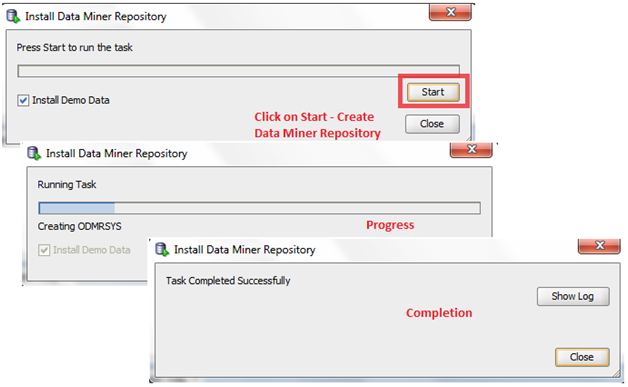 Install Data Miner Repository
Press Start to run the task
Install Demo Data
Start
Click on Start - Create
Data Miner Repository
Close
Install Data Miner Repository
Running Task
Creating ODMRSYS
Progress
Install Demo Data
Install Data Miner Repository
Task Completed Successfully
Show Log
Completion
Close